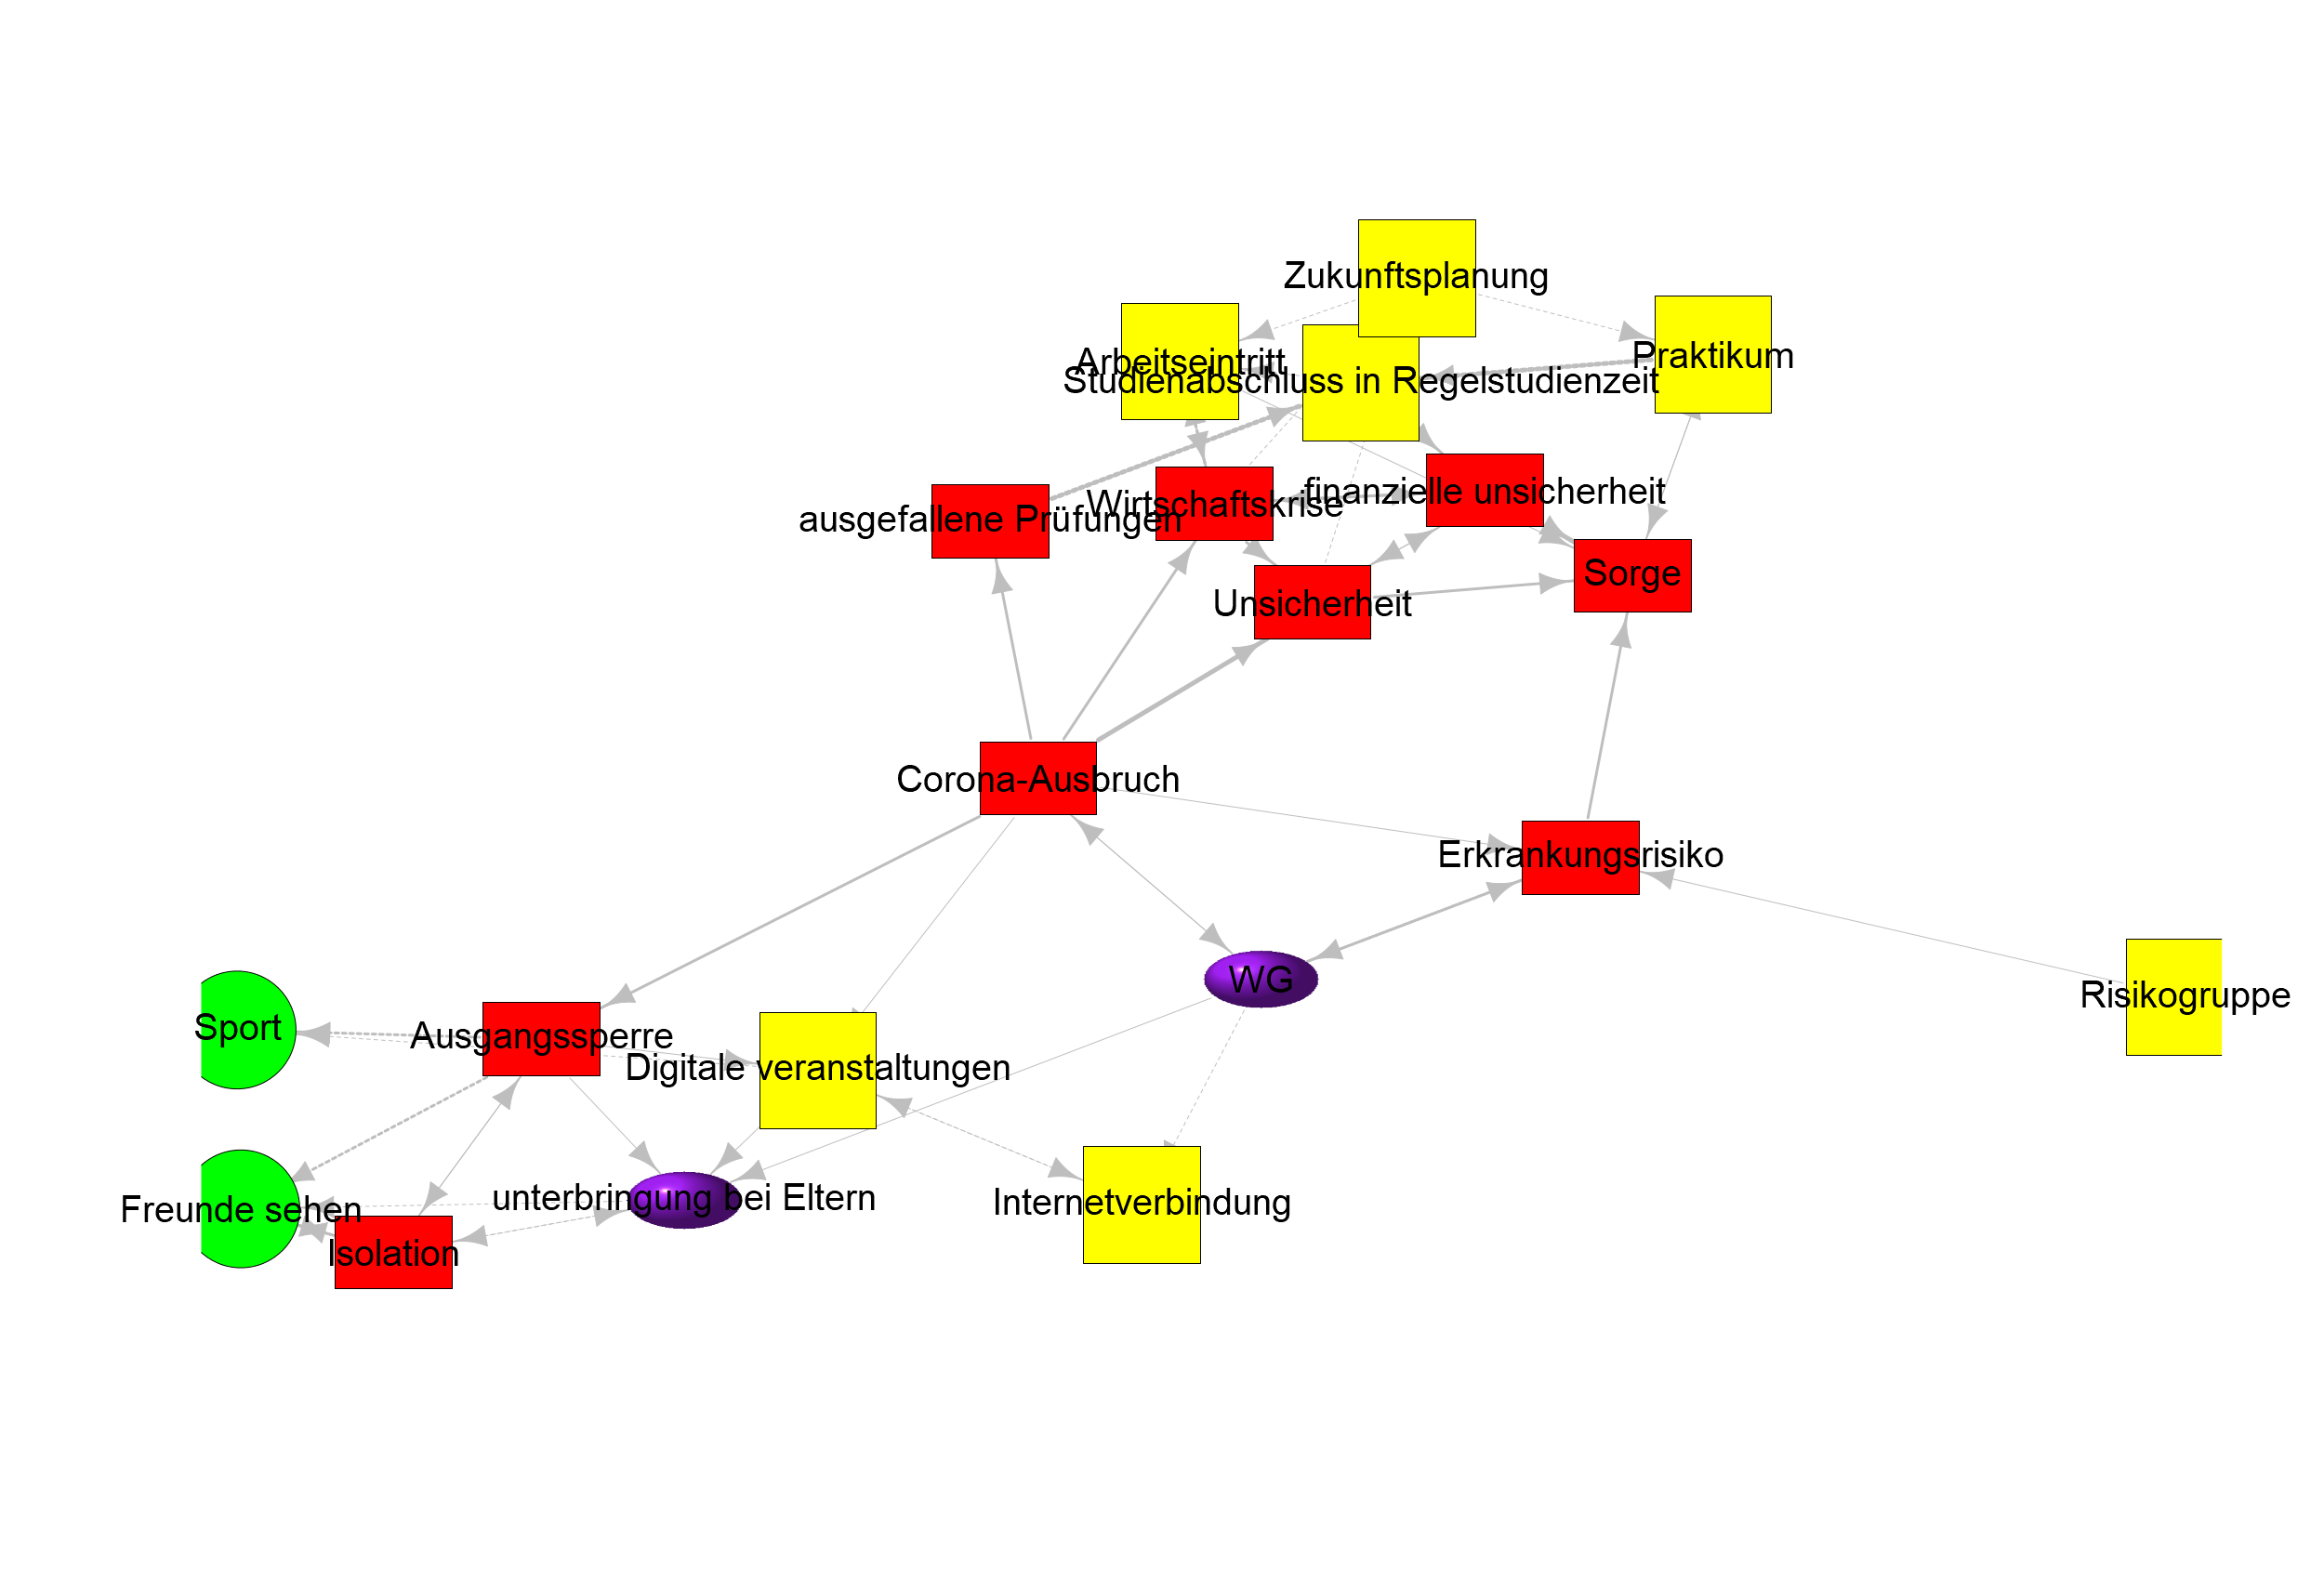 Zukunftsplanung
Arbeitseintritt
Praktikum
Studienabschluss in Regelstudienzeit
finanzielle unsicherheit
Wirtschaftskrise
ausgefallene Prüfungen
Sorge
Unsicherheit
Corona-Ausbruch
Erkrankungsrisiko
WG
Risikogruppe
Sport
Ausgangssperre
Digitale veranstaltungen
unterbringung bei Eltern
Internetverbindung
Freunde sehen
Isolation